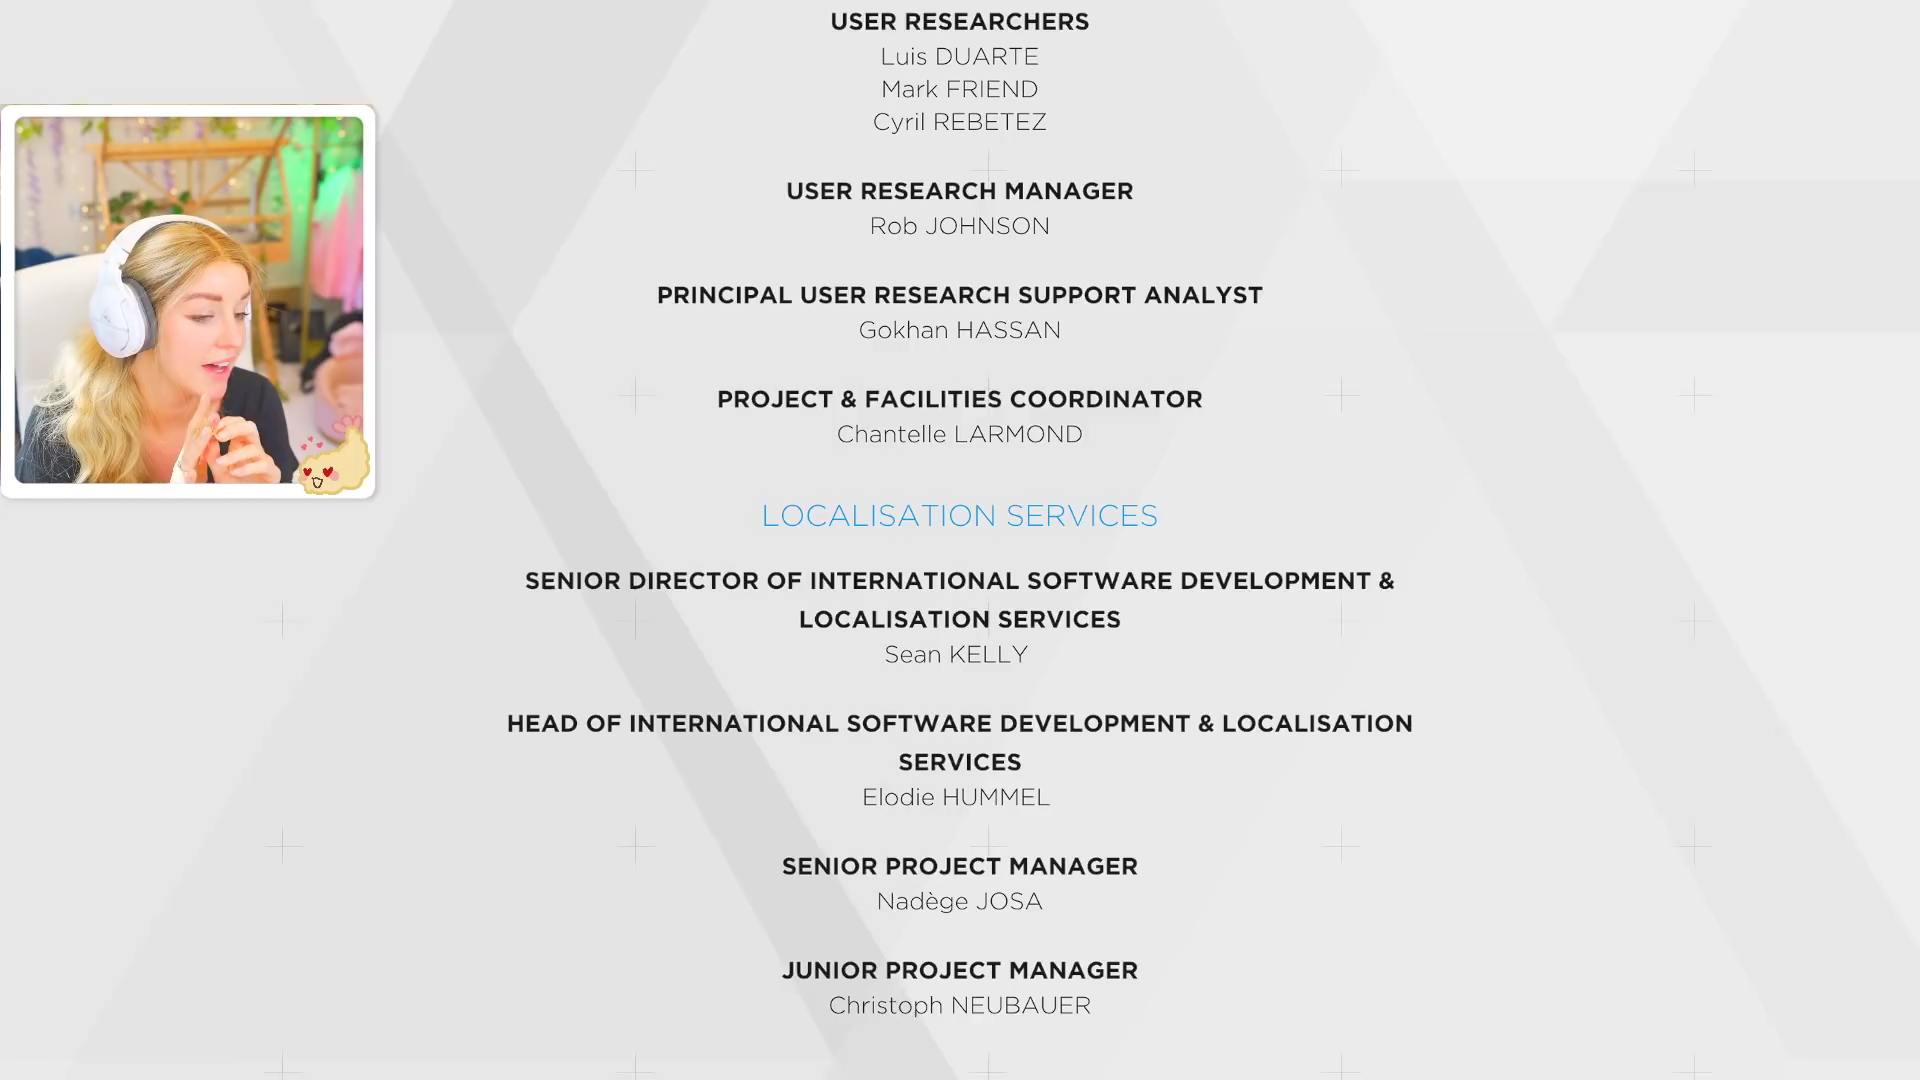 USER RESEARCHERS
Luis DUARTE
Mark FRIEND
Cyril REBETEZ
USER RESEARCH MANAGER
Rob JOHNSON
PRINCIPAL USER RESEARCH SUPPORT ANALYST
Gokhan HASSAN
PROJECT & FACILITIES COORDINATOR
Chantelle LARMOND
LOCALISATION SERVICES
SENIOR DIRECTOR OF INTERNATIONAL SOFTWARE DEVELOPMENT &
LOCALISATION SERVICES
Sean KELLY
HEAD OF INTERNATIONAL SOFTWARE DEVELOPMENT & LOCALISATION
SERVICES
Elodie HUMMEL
SENIOR PROJECT MANAGER
Nadège JOSA
JUNIOR PROJECT MANAGER
Christoph NEUBAUER